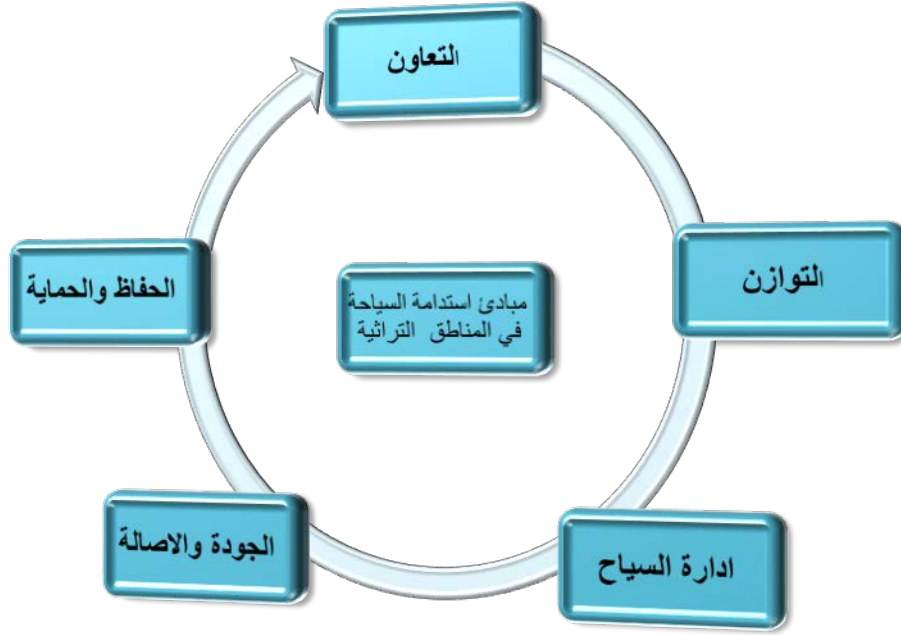 التعاون
التوازن
ادارة السياح
الجودة والاصالة
الحفاظ والحماية
مبادئ استدامة السياحة
في المناطق التراثية